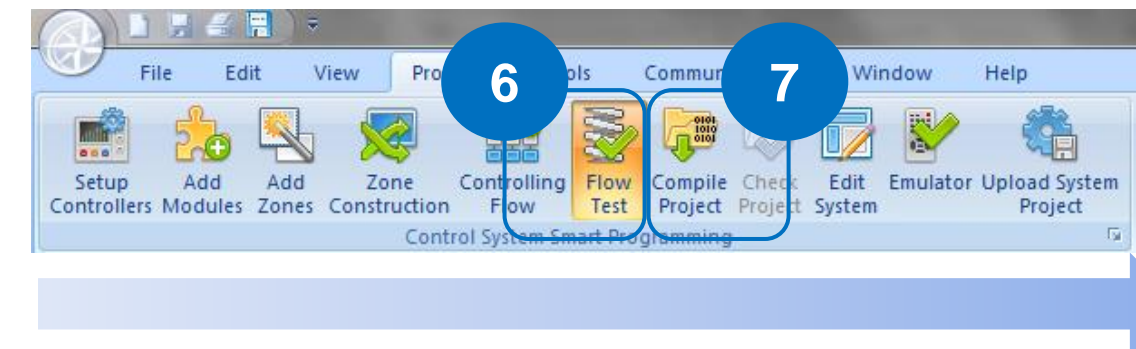 File Edit View Pro 6 ols Commun 7 Window Help
Setup Controllers Add Modules Add Zones Zone Construction Controlling Flow Flow Test Compile Project Check Project Edit System Emulator Upload System Project
Control System Smart Programming